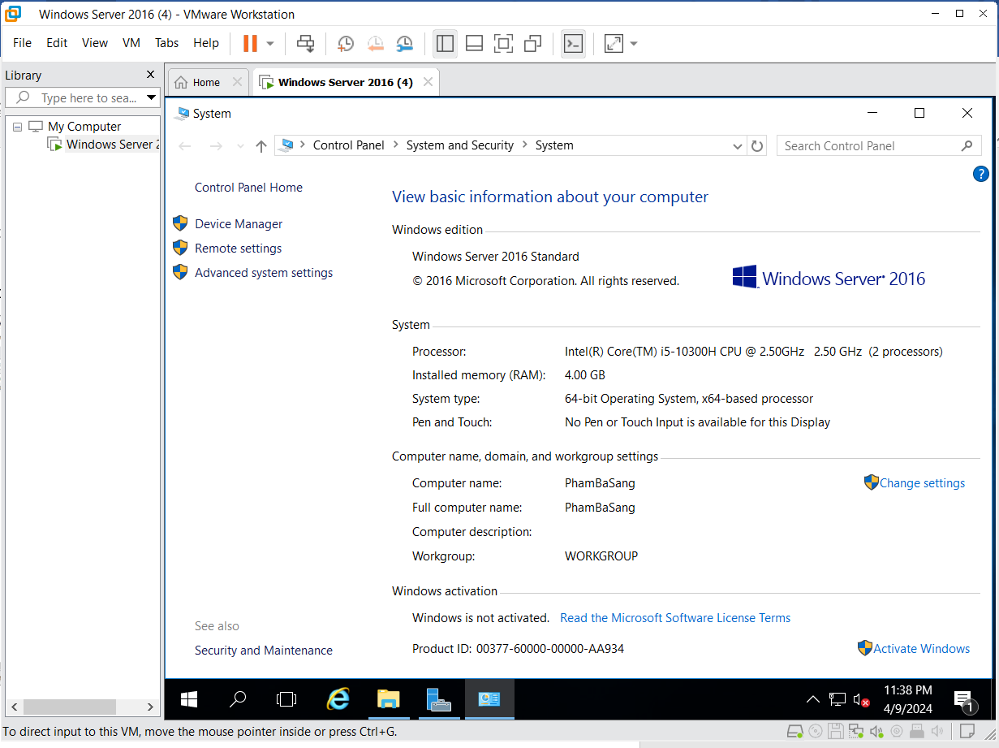 Windows Server 2016 (4) - VMware Workstation
File Edit View VM Tabs Help
Library
Type here to sea...
My Computer
Windows Server 2
Home
Windows Server 2016 (4)
System
Control Panel > System and Security > System
Search Control Panel
Control Panel Home
Device Manager
Remote settings
Advanced system settings
See also
Security and Maintenance
?
View basic information about your computer
Windows edition
Windows Server 2016 Standard
© 2016 Microsoft Corporation. All rights reserved.
Windows Server® 2016
System
Processor: Intel(R) Core(TM) i5-10300H CPU @ 2.50GHz 2.50 GHz (2 processors)
Installed memory (RAM): 4.00 GB
System type: 64-bit Operating System, x64-based processor
Pen and Touch: No Pen or Touch Input is available for this Display
Computer name, domain, and workgroup settings
Computer name: PhamBaSang
Change settings
Full computer name: PhamBaSang
Computer description:
Workgroup: WORKGROUP
Windows activation
Windows is not activated. Read the Microsoft Software License Terms
Product ID: 00377-60000-00000-AA934
Activate Windows
11:38 PM
4/9/2024
1
To direct input to this VM, move the mouse pointer inside or press Ctrl+G.